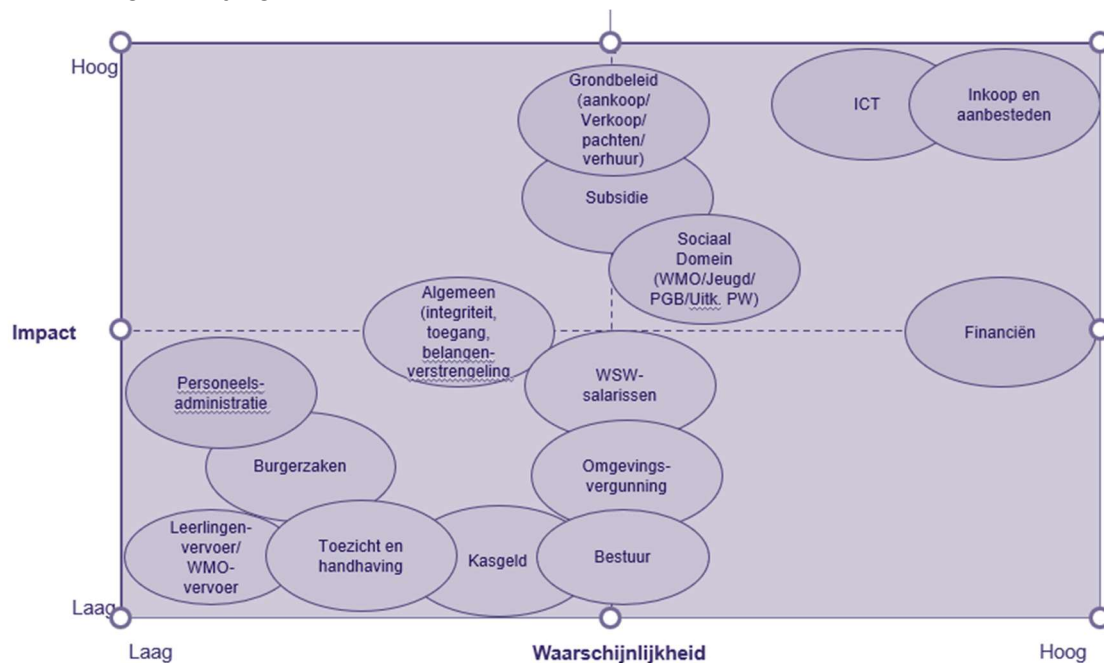 Hoog
Grondbeleid
(aankoop/
Verkoop/
pachten/
verhuur)
ICT
Inkoop en
aanbesteden
Subsidie
Sociaal
Domein
(WMO/Jeugd/
PGB/Uitk. PW)
Algemeen
(integriteit,
toegang,
belangen-
verstrengeling
Impact
Financiën
Personeels-
administratie
WSW-
salarissen
Burgerzaken
Omgevings-
vergunning
Leerlingen-
vervoer/
WMO-
vervoer
Toezicht en
handhaving
Kasgeld
Bestuur
Laag
Laag
Waarschijnlijkheid
Hoog